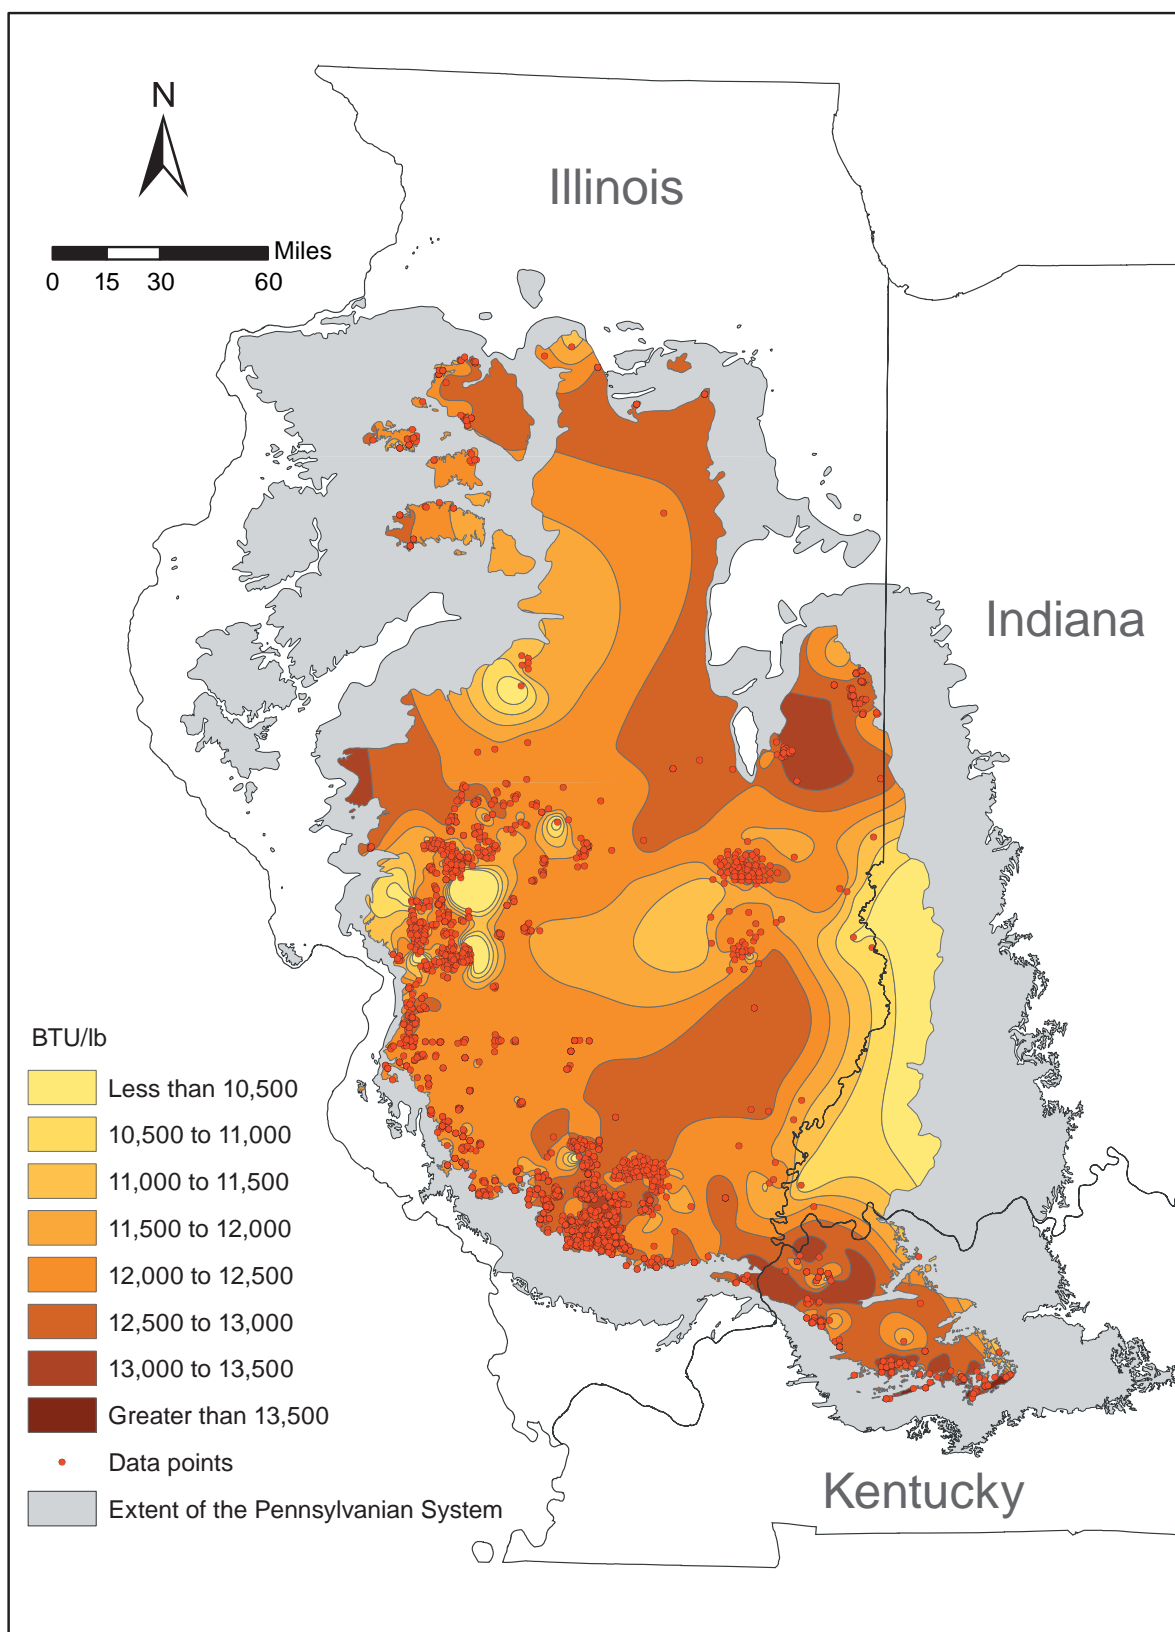 N
Illinois
Miles
0 15 30 60
Indiana
BTU/lb
Less than 10,500
10,500 to 11,000
11,000 to 11,500
11,500 to 12,000
12,000 to 12,500
12,500 to 13,000
13,000 to 13,500
Greater than 13,500
Data points
Extent of the Pennsylvanian System
Kentucky